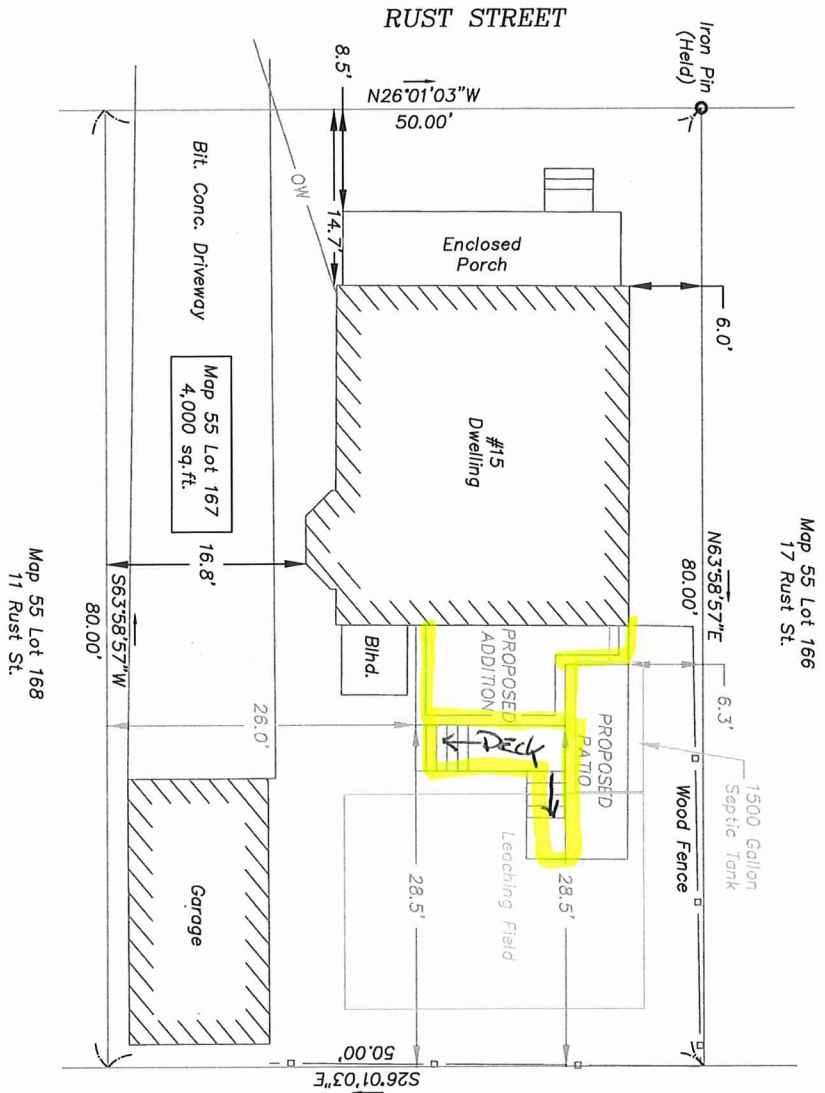 RUST STREET
Iron Pin
(Held)
8.5'
N26°01'03"W
50.00'
Bit. Conc. Driveway
OW
14.7'
Enclosed
Porch
6.0'
Map 55 Lot 167
4,000 sq.ft.
#15
Dwelling
Map 55 Lot 166
17 Rust St.
N63°58'57"E
80.00'
16.8'
S63°58'57"W
80.00'
Map 55 Lot 168
11 Rust St.
Blhd.
PROPOSED
ADDITION
6.3'
26.0'
DECK
PROPOSED
PATIO
1500 Gallon
Septic Tank
Wood Fence
Garage
28.5'
Leaching Field
28.5'
50.00'
S26°01'03"E